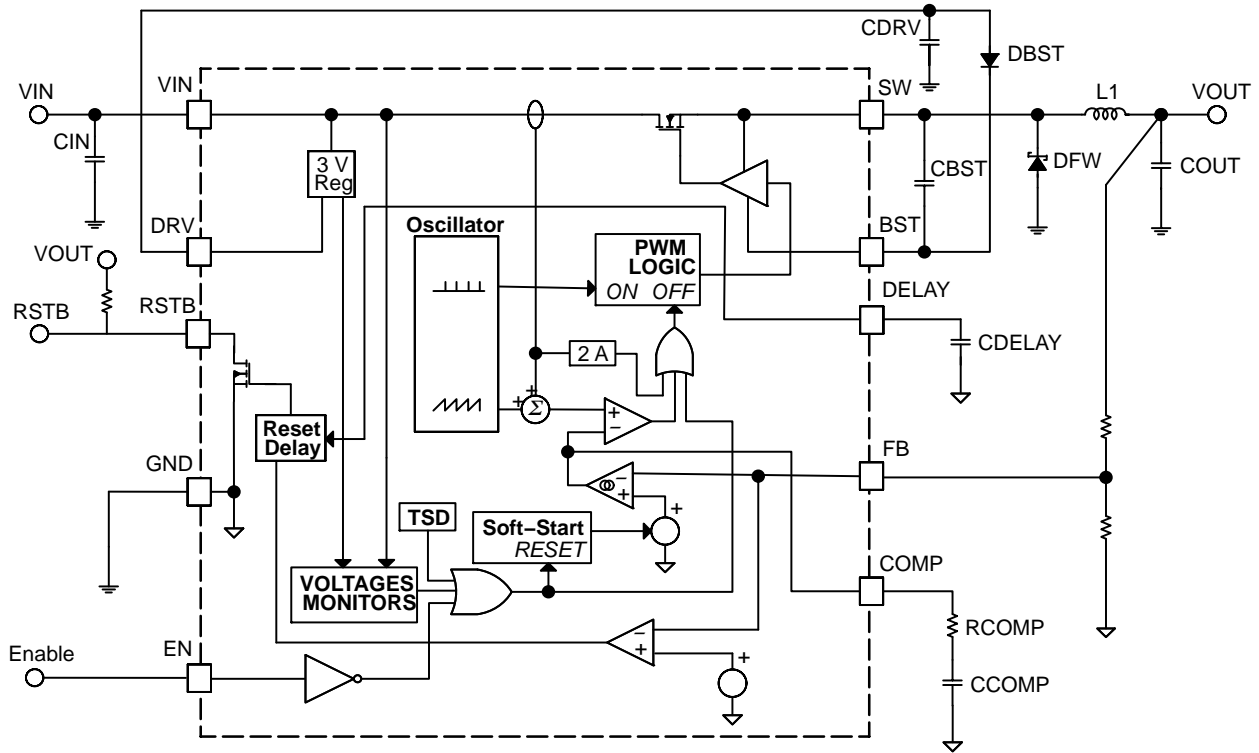 CDRV
DBST
VIN
VIN
SW
L1
VOUT
CIN
3 V
Reg
CBST
DFW
COUT
DRV
Oscillator
BST
VOUT
PWM
LOGIC
ON OFF
DELAY
RSTB
RSTB
CDELAY
2 A
+
+
Σ
+
−
Reset
Delay
GND
FB
−
+
+
TSD
Soft−Start
RESET
COMP
VOLTAGES
MONITORS
RCOMP
−
+
+
Enable
EN
CCOMP